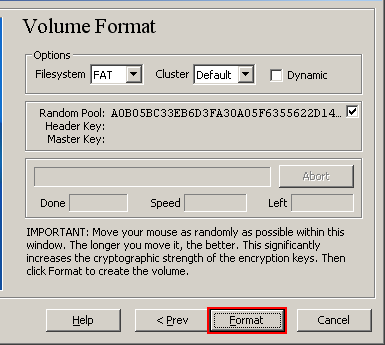 Volume Format
Options
Filesystem FAT Cluster Default Dynamic
Random Pool: A0B05BC33EB6D3FA30A05F6355622D14...
Header Key:
Master Key:
Abort
Done Speed Left
IMPORTANT: Move your mouse as randomly as possible within this
window. The longer you move it, the better. This significantly
increases the cryptographic strength of the encryption keys. Then
click Format to create the volume.
Help < Prev Format Cancel